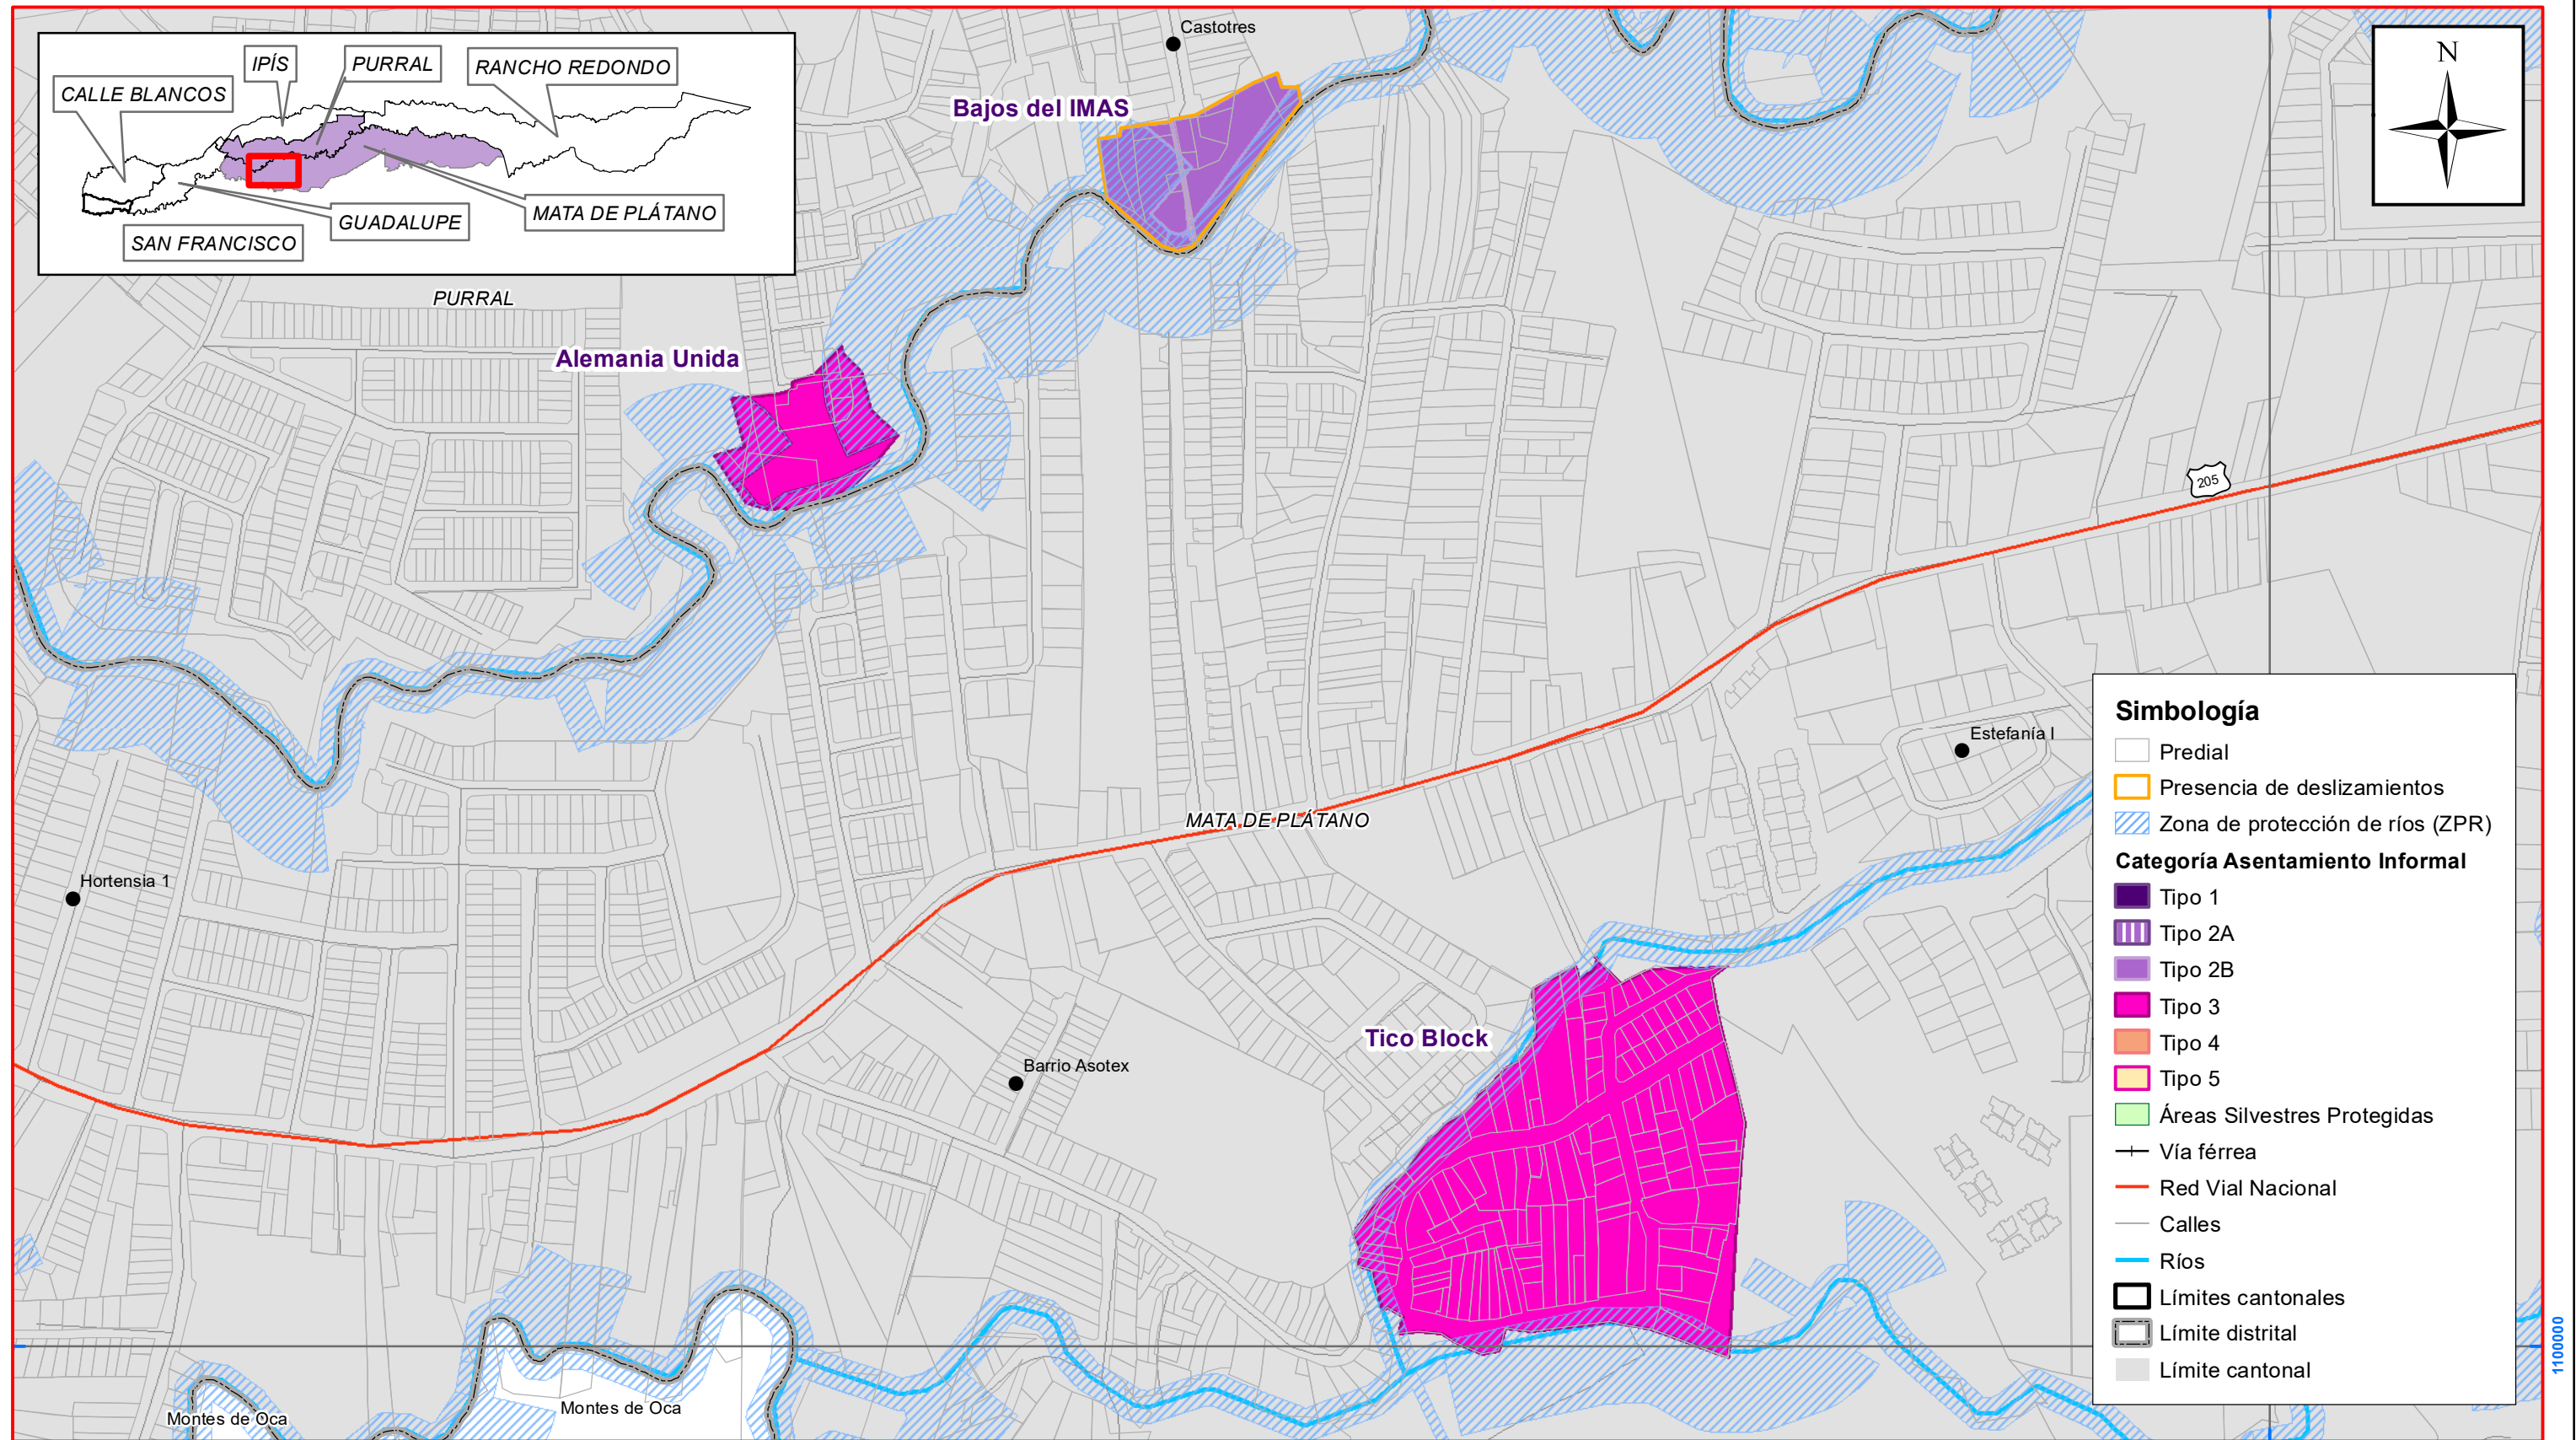 Castotres
IPÍS
PURRAL
RANCHO REDONDO
CALLE BLANCOS
GUADALUPE
MATA DE PLÁTANO
SAN FRANCISCO
N
Bajos del IMAS
PURRAL
Alemania Unida
205
MATA DE PLÁTANO
Estefanía I
Hortensia 1
Tico Block
Barrio Asotex
Montes de Oca
Montes de Oca
Simbología
Predial
Presencia de deslizamientos
Zona de protección de ríos (ZPR)
Categoría Asentamiento Informal
Tipo 1
Tipo 2A
Tipo 2B
Tipo 3
Tipo 4
Tipo 5
Áreas Silvestres Protegidas
Vía férrea
Red Vial Nacional
Calles
Ríos
Límites cantonales
Límite distrital
Límite cantonal
1100000